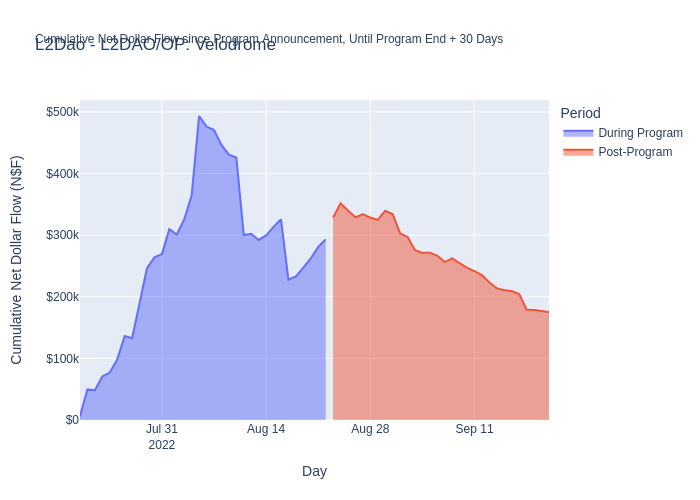 Cumulative Net Dollar Flow since Program Announcement, Until Program End + 30 Days
L2Dao - L2DAO/OP: Velodrome
Period
During Program
Post-Program
Cumulative Net Dollar Flow (N$F)
$500k
$400k
$300k
$200k
$100k
$0
Jul 31
2022
Aug 14
Aug 28
Sep 11
Day